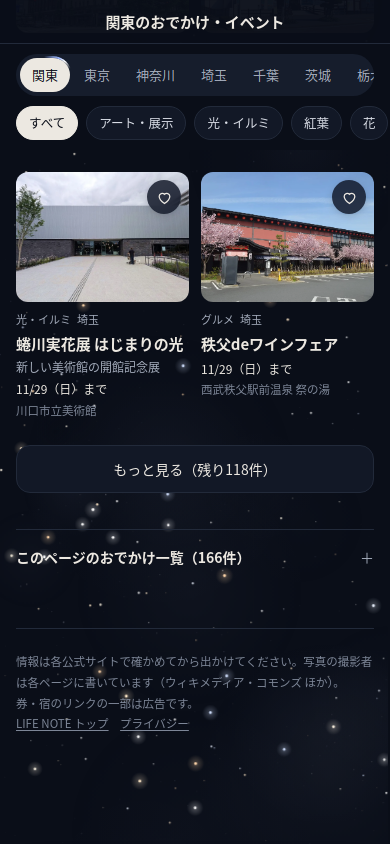 関東のおでかけ・イベント
関東 東京 神奈川 埼玉 千葉 茨城
すべて アート・展示 光・イルミ 紅葉 花
光・イルミ 埼玉
蜷川実花展 はじまりの光
新しい美術館の開館記念展
11/29（日）まで
川口市立美術館
グルメ 埼玉
秩父deワインフェア
11/29（日）まで
西武秩父駅前温泉 祭の湯
もっと見る（残り118件）
このページのおでかけ一覧（166件）
情報は各公式サイトで確かめてから出かけてください。写真の撮影者
は各ページに書いています（ウィキメディア・コモンズ ほか）。
券・宿のリンクの一部は広告です。
LIFE NOTE トップ プライバシー